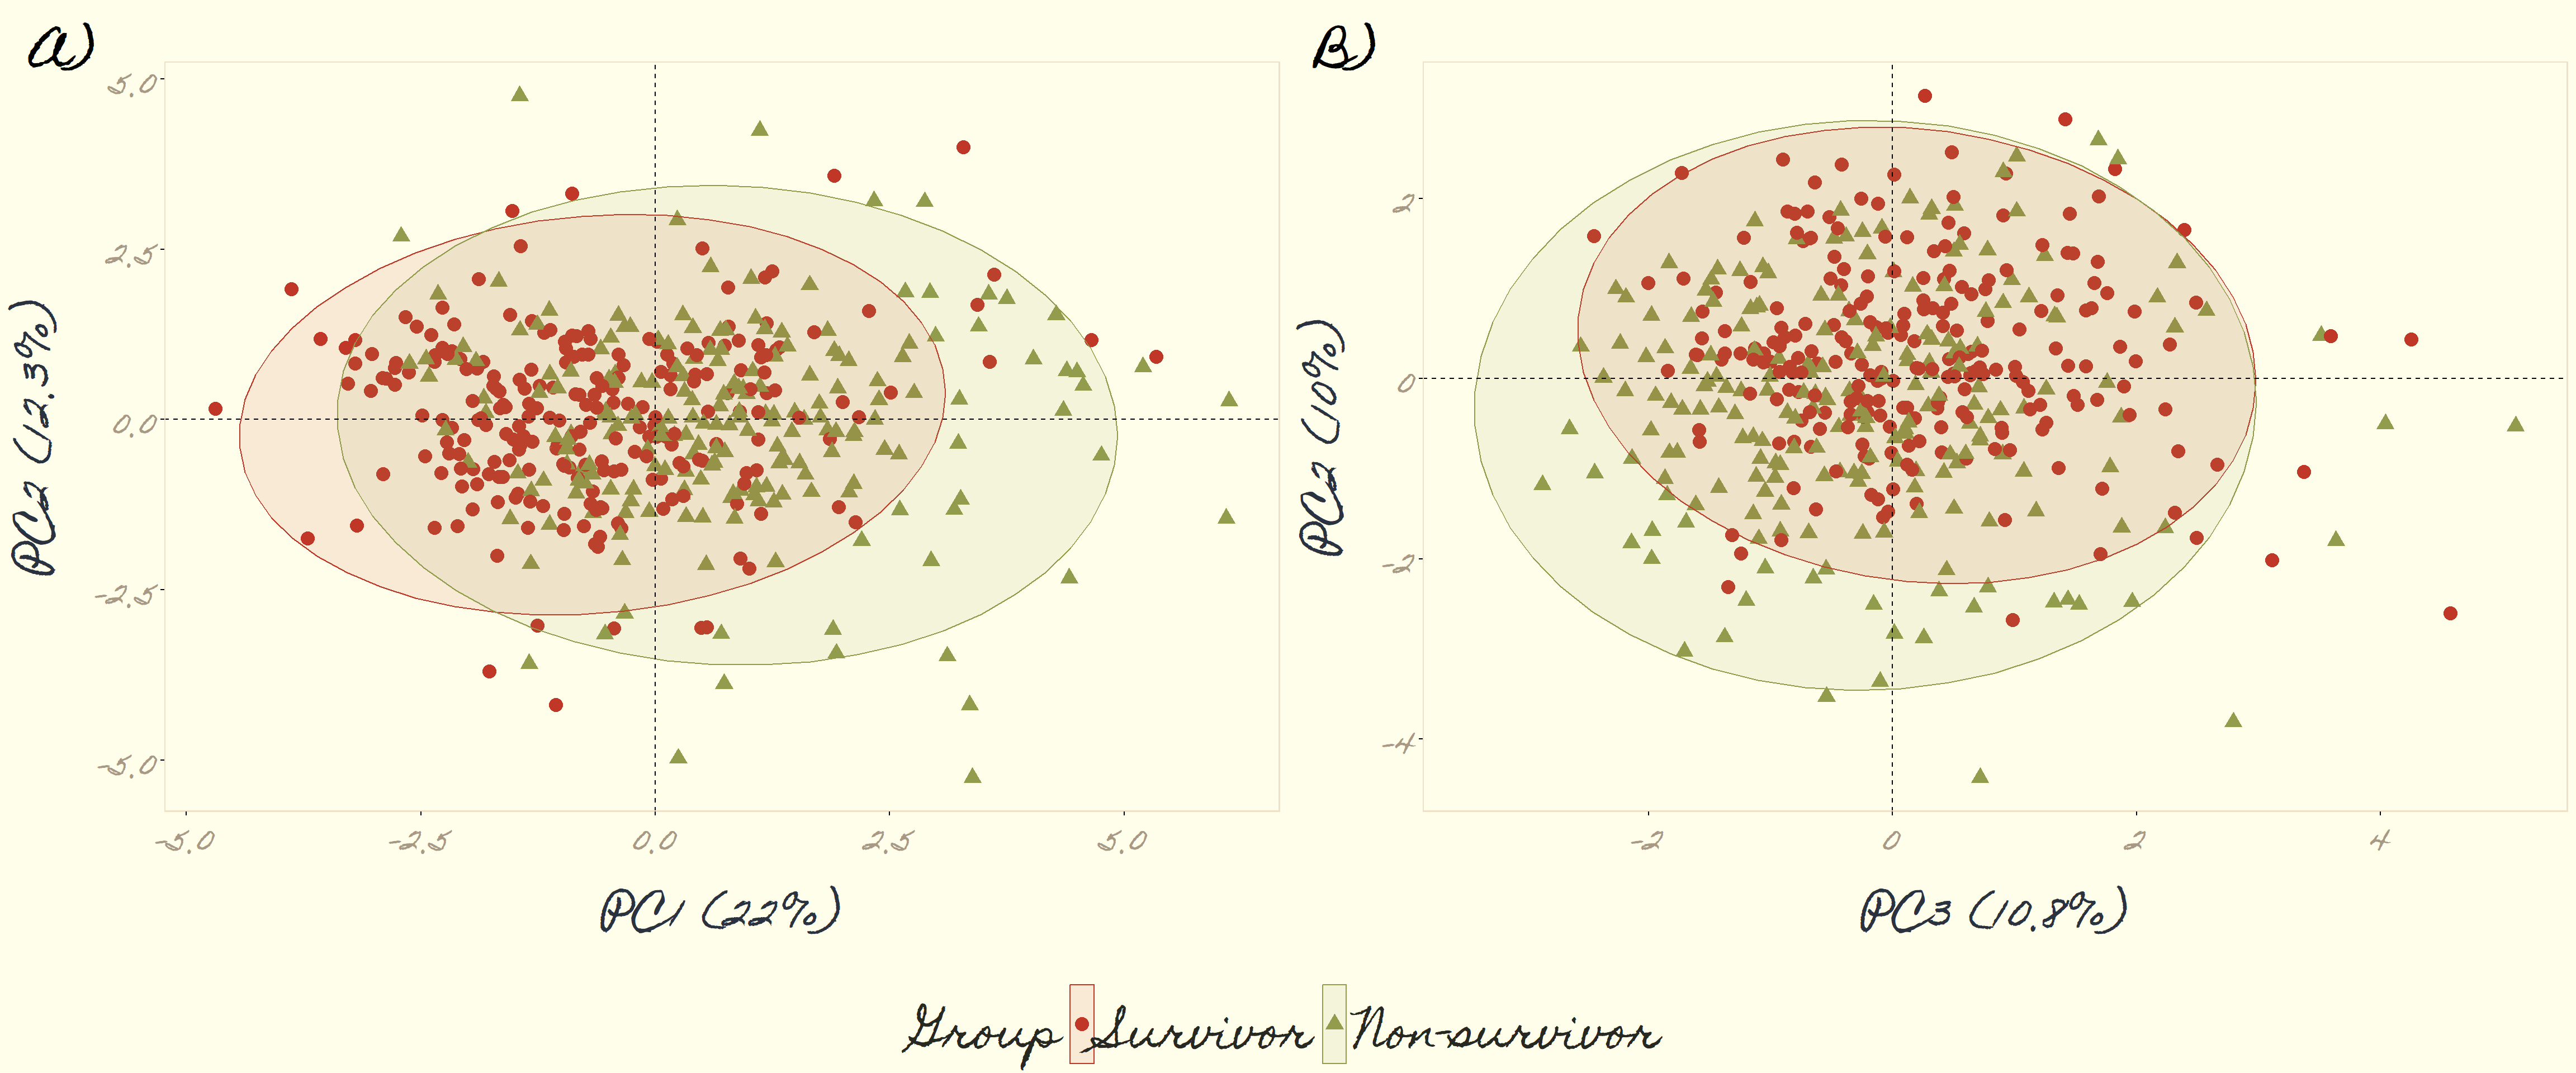 A)
5.0
2.5
0.0
-2.5
-5.0
PC2 (12.3%)
-5.0 -2.5 0.0 2.5 5.0
PC1 (22%)
B)
2
0
-2
-4
PC2 (10%)
-2 0 2 4
PC3 (10.8%)
Group Survivor Non-survivor